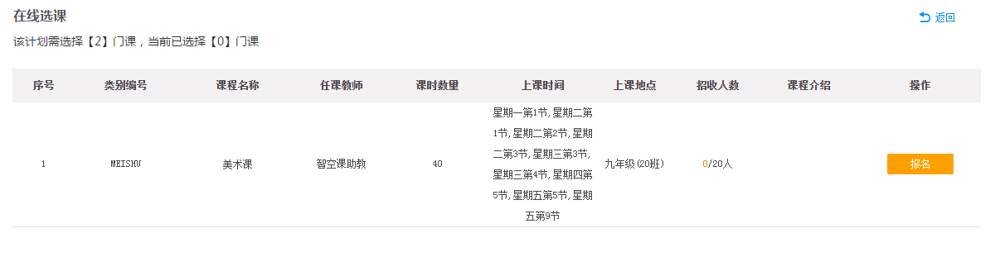 在线选课
返回
该计划需选择【2】门课，当前已选择【0】门课
序号 类别编号 课程名称 任课教师 课时数量 上课时间 上课地点 招收人数 课程介绍 操作
星期一第1节,星期二第
1节,星期二第2节,星期
二第3节,星期三第3节,
1 MEISHU 美术课 智空课助教 40 九年级(20班) 0/20人 报名
星期三第4节,星期四第
5节,星期五第5节,星期
五第9节